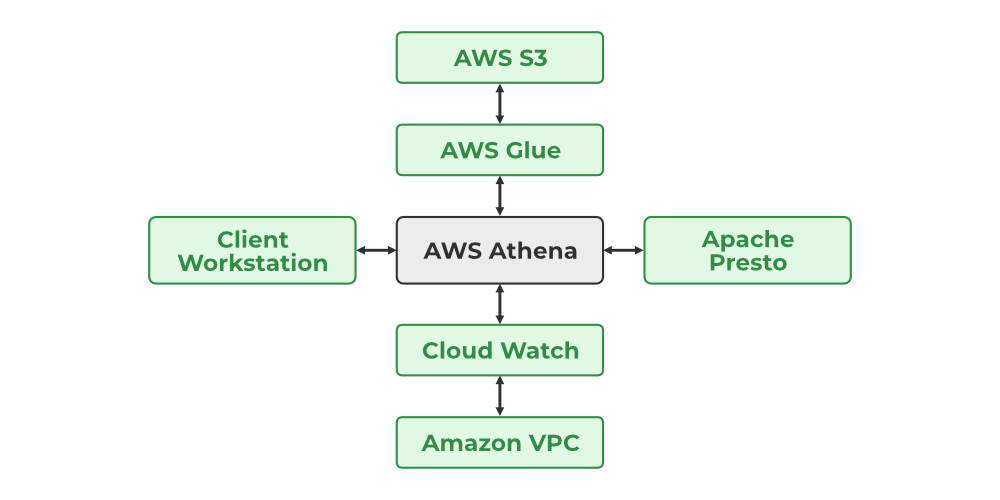 AWS S3
AWS Glue
Client
Workstation
AWS Athena
Apache
Presto
Cloud Watch
Amazon VPC